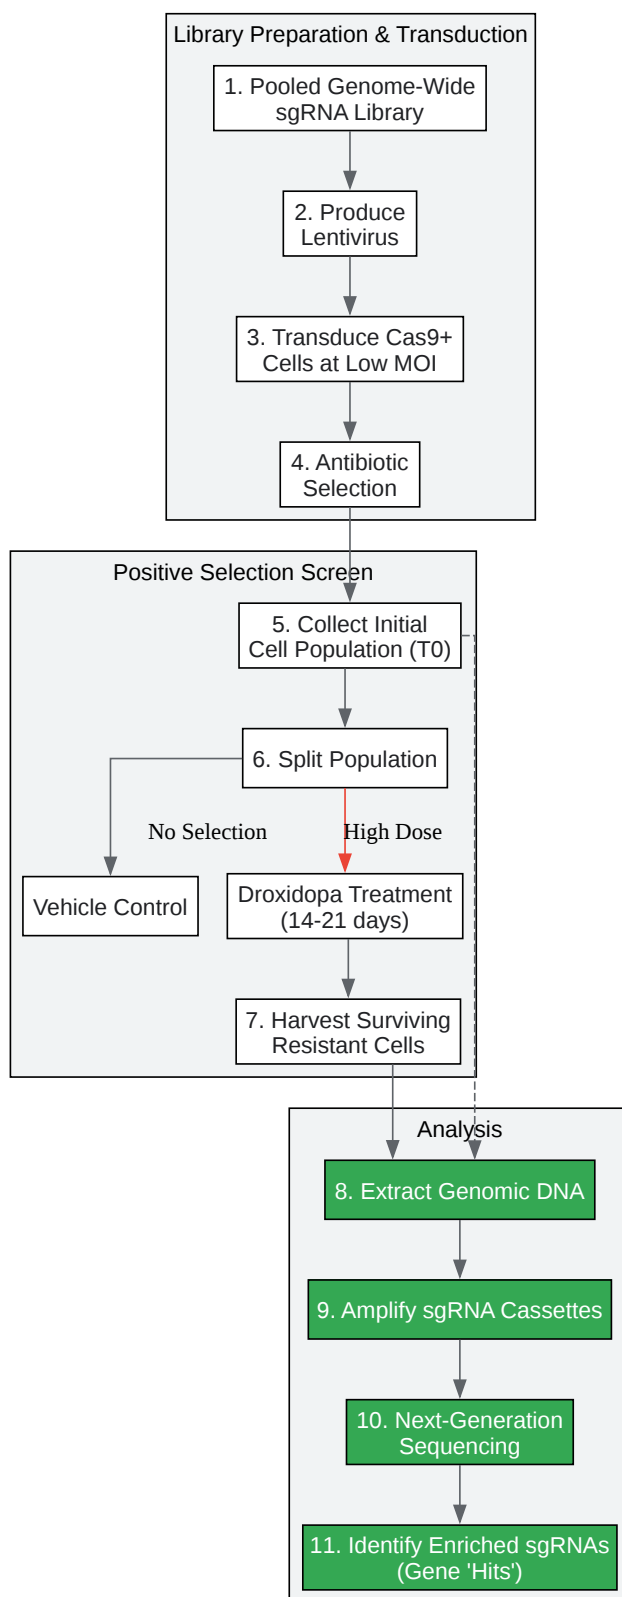 Library Preparation & Transduction
1. Pooled Genome-Wide
sgRNA Library
2. Produce
Lentivirus
3. Transduce Cas9+
Cells at Low MOI
4. Antibiotic
Selection
Positive Selection Screen
5. Collect Initial
Cell Population (T0)
6. Split Population
No Selection
High Dose
Vehicle Control
Droxidopa Treatment
(14-21 days)
7. Harvest Surviving
Resistant Cells
Analysis
8. Extract Genomic DNA
9. Amplify sgRNA Cassettes
10. Next-Generation
Sequencing
11. Identify Enriched sgRNAs
(Gene 'Hits')